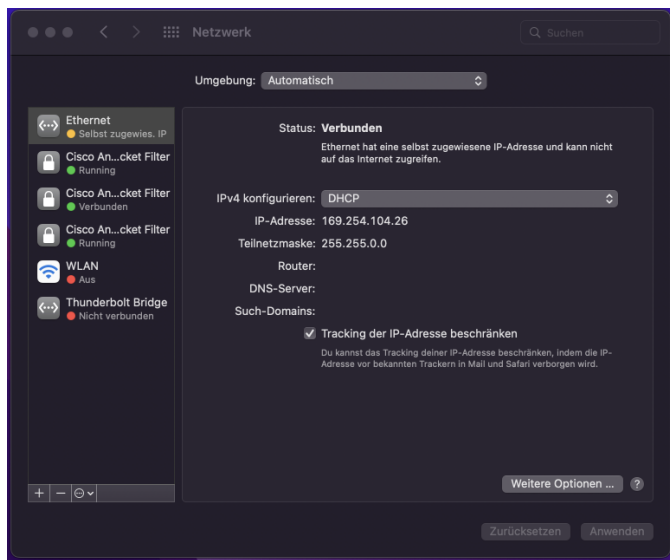 Netzwerk
Suchen
Umgebung: Automatisch
Ethernet
Selbst zugewies. IP
Cisco An...cket Filter
Running
Cisco An...cket Filter
Verbunden
Cisco An...cket Filter
Running
WLAN
Aus
Thunderbolt Bridge
Nicht verbunden
Status: Verbunden
Ethernet hat eine selbst zugewiesene IP-Adresse und kann nicht
auf das Internet zugreifen.
IPv4 konfigurieren: DHCP
IP-Adresse: 169.254.104.26
Teilnetzmaske: 255.255.0.0
Router:
DNS-Server:
Such-Domains:
Tracking der IP-Adresse beschränken
Du kannst das Tracking deiner IP-Adresse beschränken, indem die IP-
Adresse vor bekannten Trackern in Mail und Safari verborgen wird.
Weitere Optionen ... ?
Zurücksetzen Anwenden